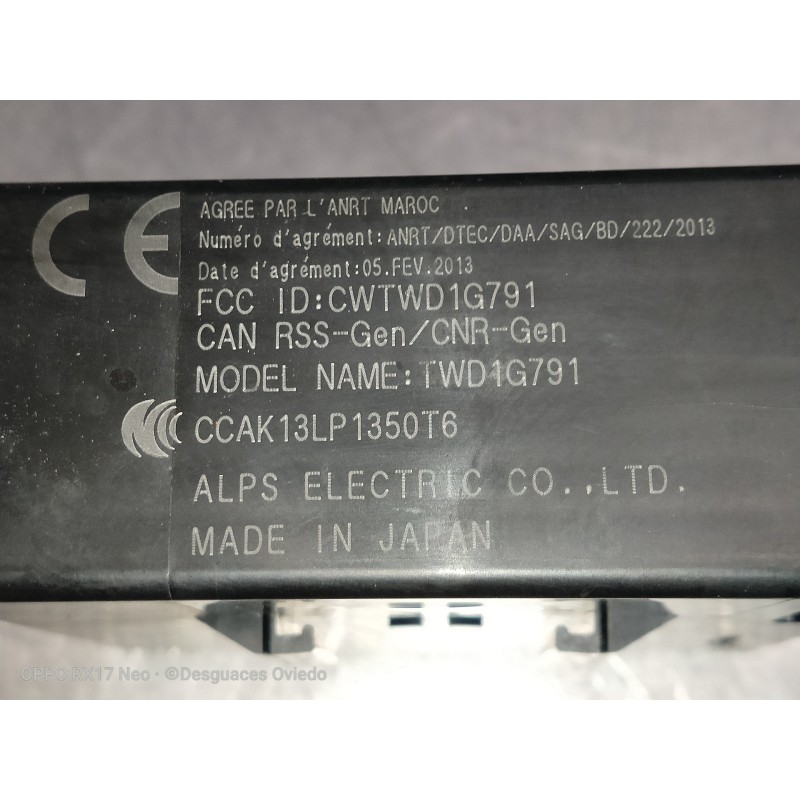 CE
AGREE PAR L'ANRT MAROC
Numéro d'agrément:ANRT/DTEC/DAA/SAG/BD/222/2013
Date d'agrément:05.FEV.2013
FCC ID:CWTWD1G791
CAN RSS-Gen/CNR-Gen
MODEL NAME:TWD1G791
CCAK13LP1350T6
ALPS ELECTRIC CO.,LTD.
MADE IN JAPAN
OPPO RX17 Neo · ©Desguaces Oviedo